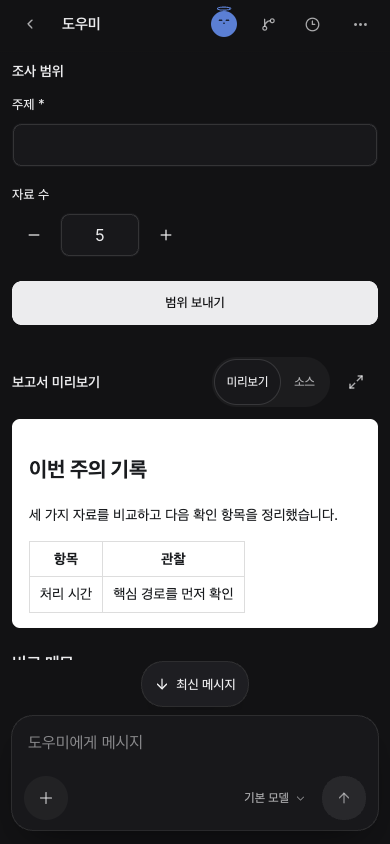 도우미
조사 범위
주제 *
자료 수
5
범위 보내기
보고서 미리보기
미리보기
소스
이번 주의 기록
세 가지 자료를 비교하고 다음 확인 항목을 정리했습니다.
항목 관찰
처리 시간 핵심 경로를 먼저 확인
최신 메시지
도우미에게 메시지
기본 모델